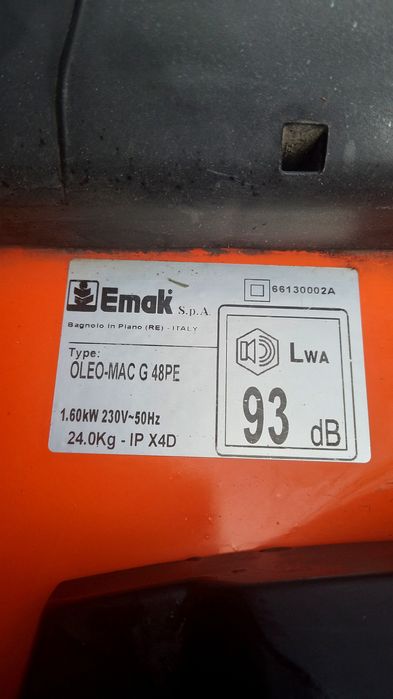 Emak S.p.A.
Bagnolo in Piano (RE) - ITALY
66130002A
Type:
OLEO-MAC G 48PE
1.60kW 230V~50Hz
24.0Kg - IP X4D
LWA
93 dB